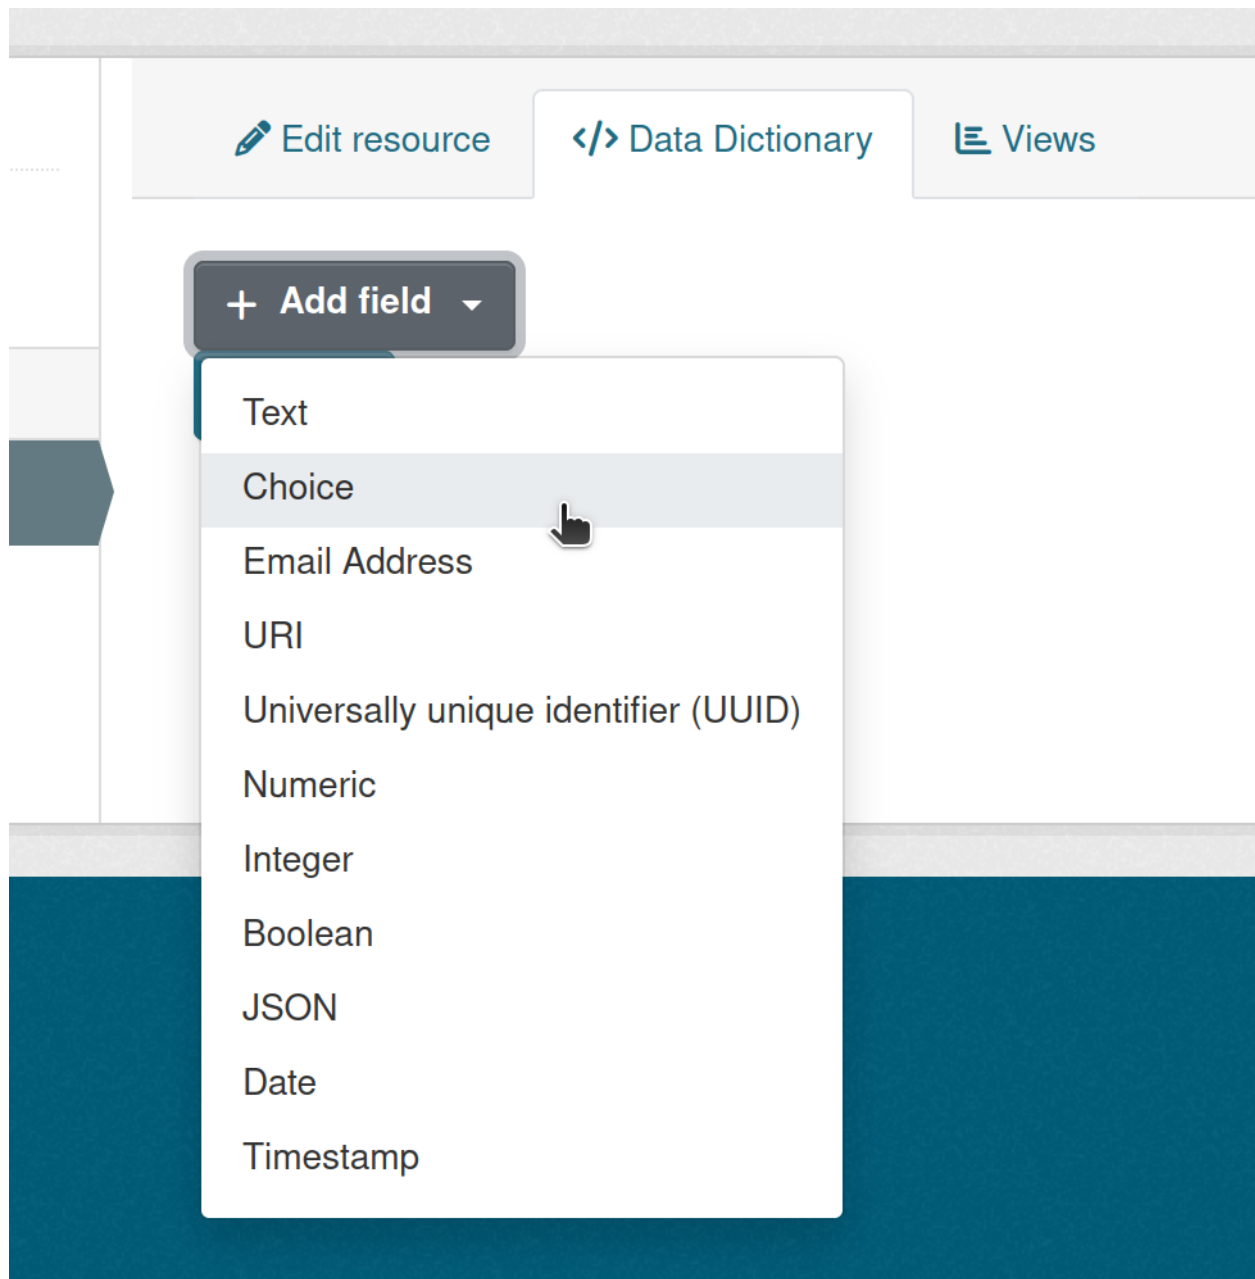 Edit resource </> Data Dictionary Views
+ Add field
Text
Choice
Email Address
URI
Universally unique identifier (UUID)
Numeric
Integer
Boolean
JSON
Date
Timestamp